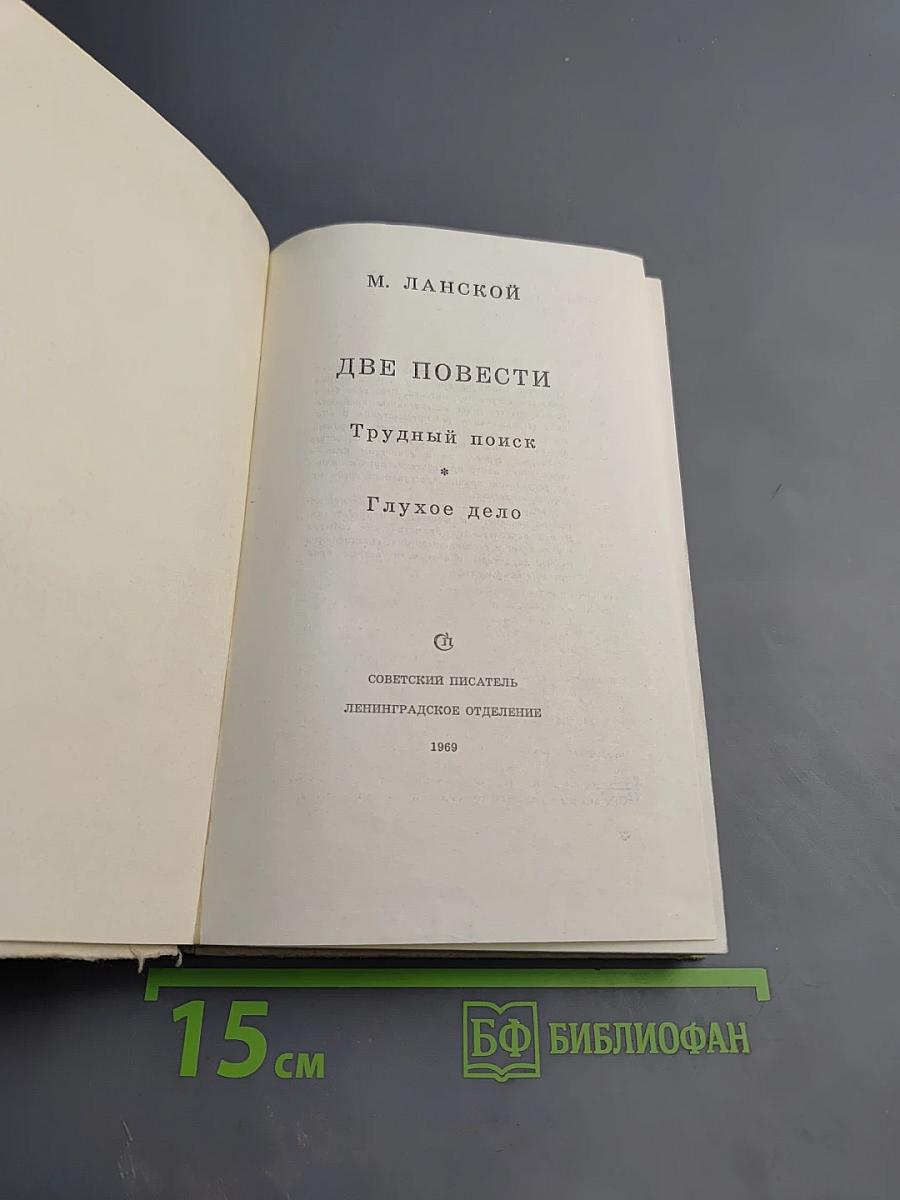 М. ЛАНСКОЙ
ДВЕ ПОВЕСТИ
Трудный поиск
*
Глухое дело
СП
СОВЕТСКИЙ ПИСАТЕЛЬ
ЛЕНИНГРАДСКОЕ ОТДЕЛЕНИЕ
1969
15 см
БФ БИБЛИОФАН